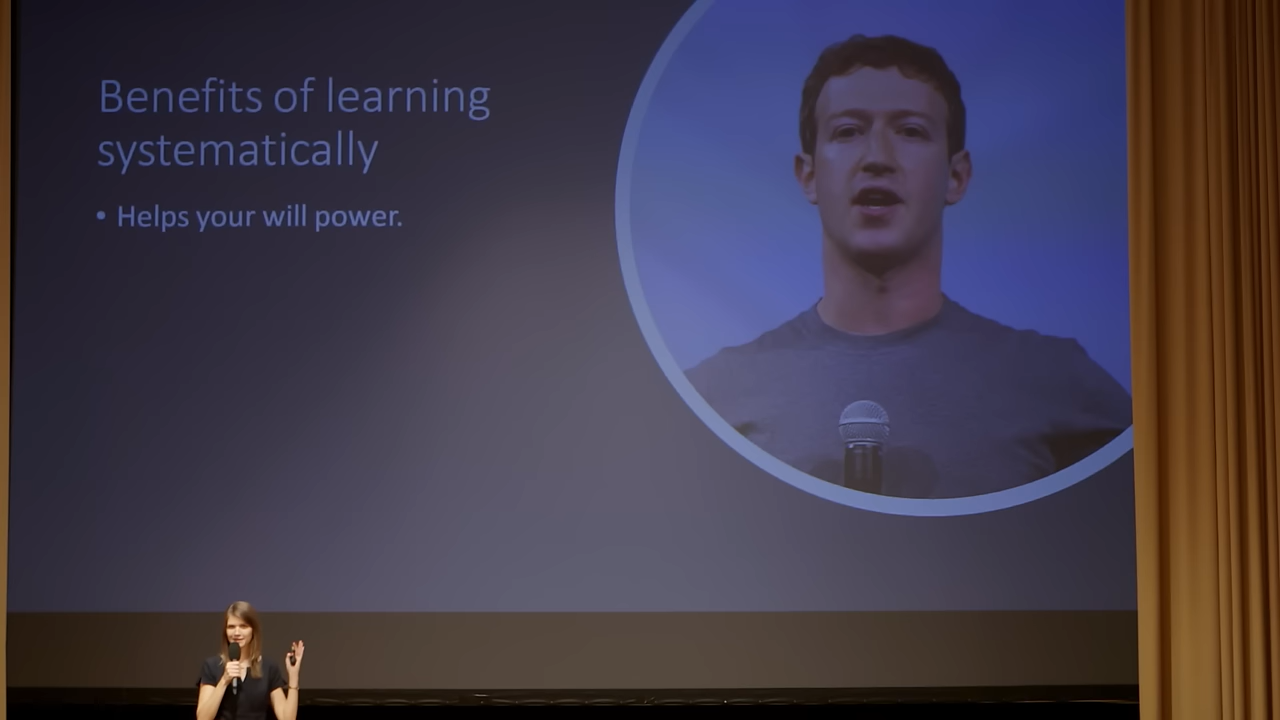 Benefits of learning
systematically
• Helps your will power.